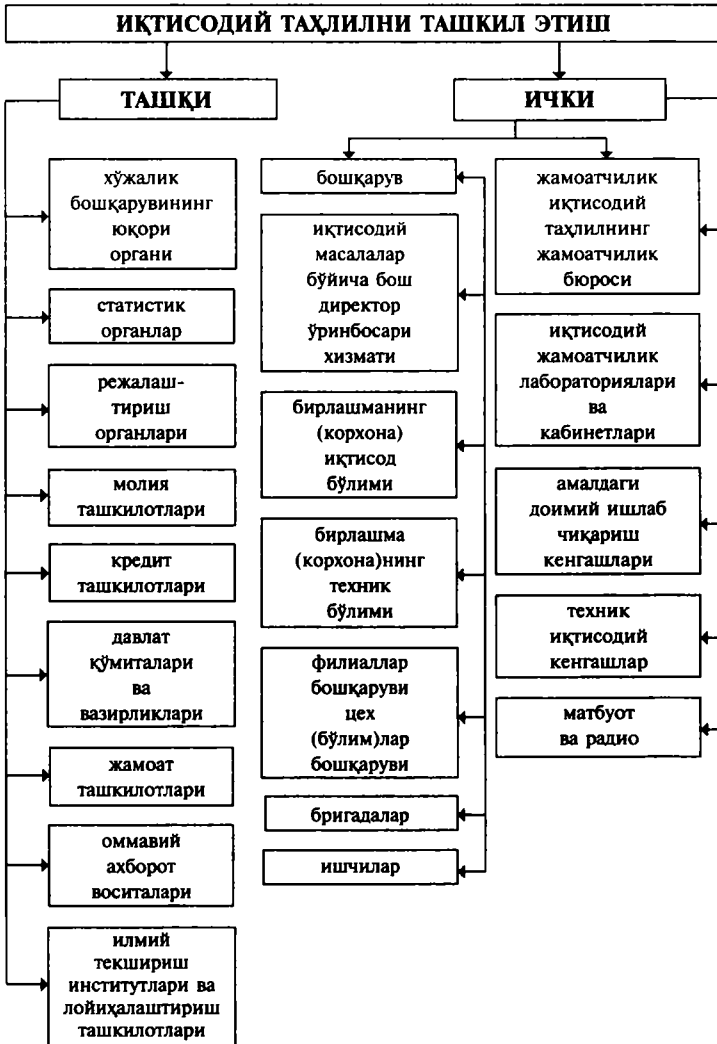 ИҚТИСОДИЙ ТАҲЛИЛНИ ТАШКИЛ ЭТИШ
ТАШҚИ
ИЧКИ
хўжалик
бошқарувининг
юқори
органи
статистик
органлар
режалаш-
тириш
органлари
молия
ташкилотлари
кредит
ташкилотлари
давлат
қўмиталари
ва
вазирликлари
жамоат
ташкилотлари
оммавий
ахборот
воситалари
илмий
текшириш
институтлари ва
лойиҳалаштириш
ташкилотлари
бошқарув
иқтисодий
масалалар
бўйича бош
директор
ўринбосари
хизмати
бирлашманинг
(корхона)
иқтисод
бўлими
бирлашма
(корхона)нинг
техник
бўлими
филиаллар
бошқаруви
цех
(бўлим)лар
бошқаруви
бригадалар
ишчилар
жамоатчилик
иқтисодий
таҳлилнинг
жамоатчилик
бюроси
иқтисодий
жамоатчилик
лабораториялари
ва
кабинетлари
амалдаги
доимий ишлаб
чиқариш
кенгашлари
техник
иқтисодий
кенгашлар
матбуот
ва радио